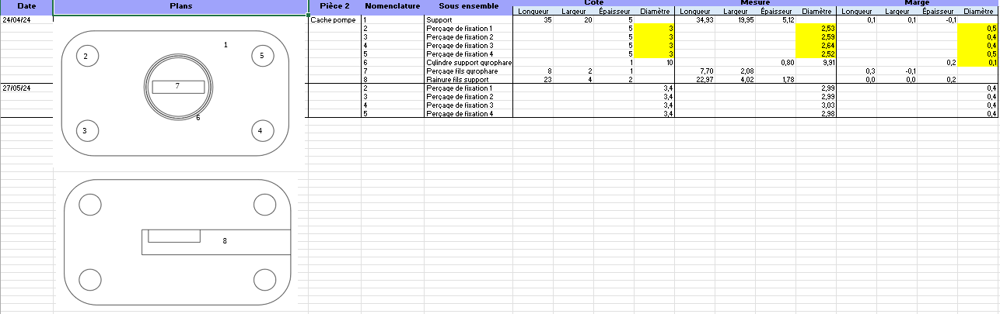 Date Plans Pièce 2 Nomenclature Sous ensemble Cote Mesure Marge
Longueur Largeur Épaisseur Diamètre Longueur Largeur Épaisseur Diamètre Longueur Largeur Épaisseur Diamètre
24/04/24 Cache pompe 1 Support 35 20 5 34,93 19,95 5,12 0,1 0,1 -0,1
2 Perçage de fixation 1 5 3 2,53 0,5
3 Perçage de fixation 2 5 3 2,59 0,4
4 Perçage de fixation 3 5 3 2,64 0,4
5 Perçage de fixation 4 5 3 2,52 0,5
6 Cylindre support gyrophare 1 10 0,80 9,91 0,2 0,1
7 Perçage fils gyrophare 8 2 1 7,70 2,08 0,3 -0,1
8 Rainure fils support 23 4 2 22,97 4,02 1,78 0,0 0,0 0,2
27/05/24 2 Perçage de fixation 1 3,4 2,99 0,4
3 Perçage de fixation 2 3,4 2,99 0,4
4 Perçage de fixation 3 3,4 3,03 0,4
5 Perçage de fixation 4 3,4 2,98 0,4
1
2
5
7
6
3
4
8